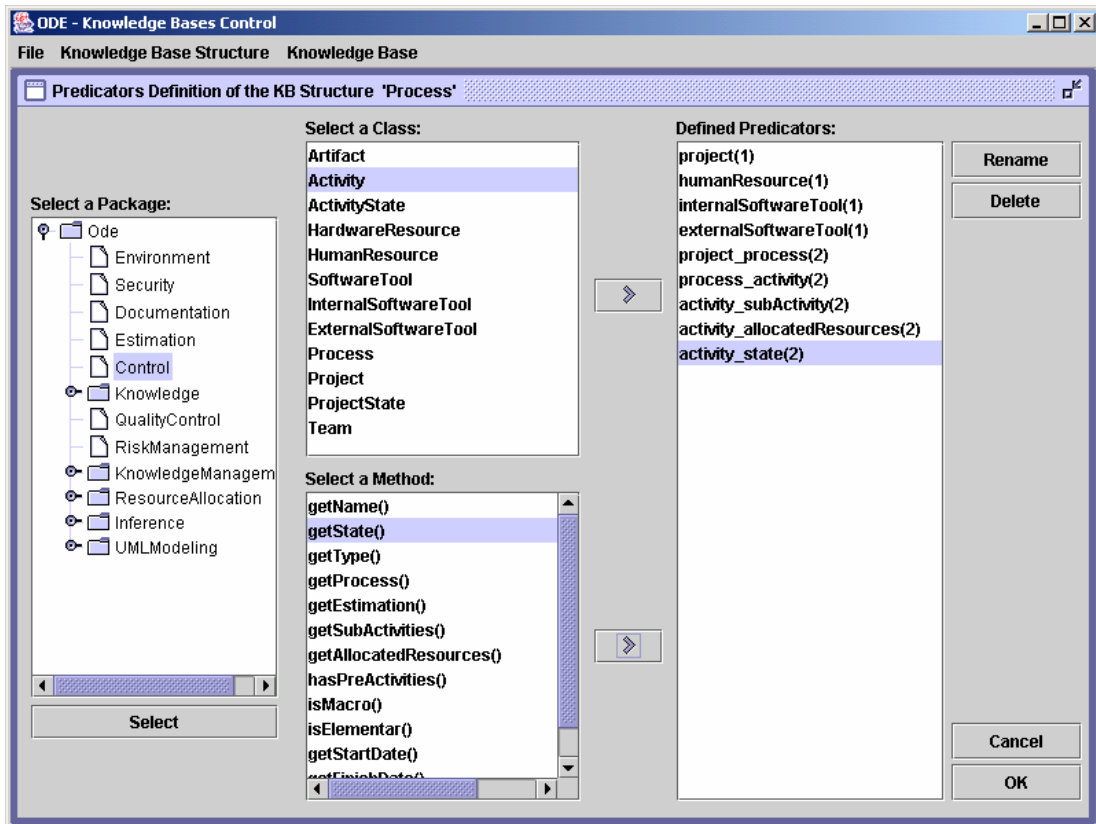 ODE - Knowledge Bases Control
File Knowledge Base Structure Knowledge Base
Predicators Definition of the KB Structure 'Process'
Select a Package:
Ode
Environment
Security
Documentation
Estimation
Control
Knowledge
QualityControl
RiskManagement
KnowledgeManagem
ResourceAllocation
Inference
UMLModeling
Select
Select a Class:
Artifact
Activity
ActivityState
HardwareResource
HumanResource
SoftwareTool
InternalSoftwareTool
ExternalSoftwareTool
Process
Project
ProjectState
Team
Select a Method:
getName()
getState()
getType()
getProcess()
getEstimation()
getSubActivities()
getAllocatedResources()
hasPreActivities()
isMacro()
isElementar()
getStartDate()
getFinishDate()
Defined Predicators:
project(1)
humanResource(1)
internalSoftwareTool(1)
externalSoftwareTool(1)
project_process(2)
process_activity(2)
activity_subActivity(2)
activity_allocatedResources(2)
activity_state(2)
Rename
Delete
Cancel
OK